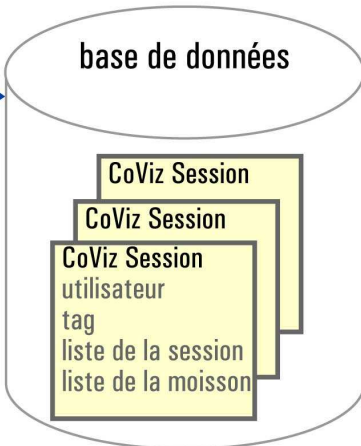 base de données
CoViz Session
CoViz Session
CoViz Session
utilisateur
tag
liste de la session
liste de la moisson